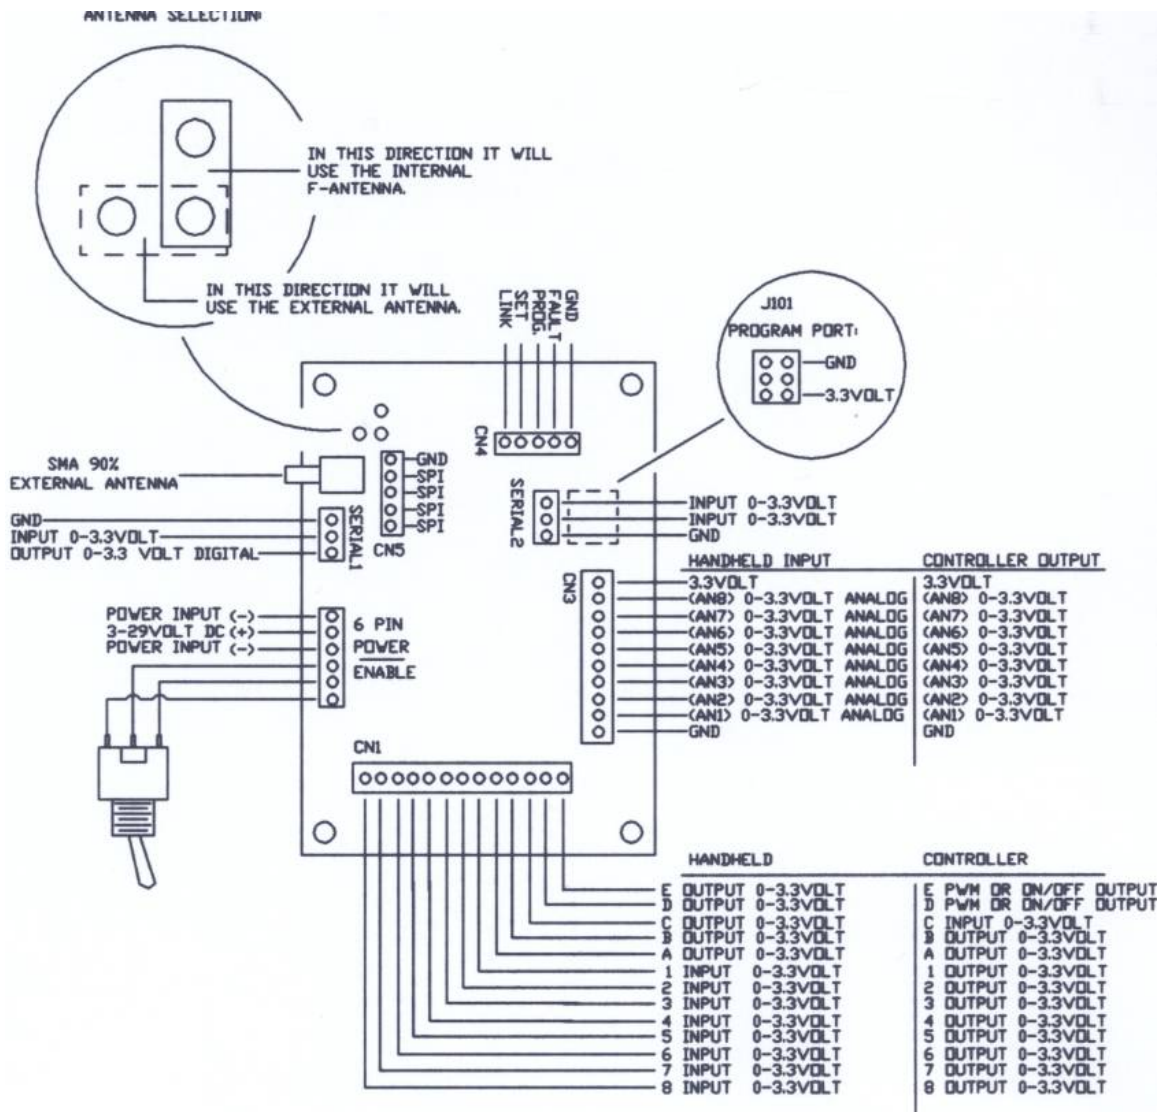 ANTENNA SELECTION:
IN THIS DIRECTION IT WILL
USE THE INTERNAL
F-ANTENNA.
IN THIS DIRECTION IT WILL
USE THE EXTERNAL ANTENNA.
LINK
SET
PROG.
FAULT
GND
J101
PROGRAM PORT:
GND
3.3VOLT
CN4
SMA 90%
EXTERNAL ANTENNA
GND
SPI
SPI
SPI
SPI
CN5
SERIAL1
GND
INPUT 0-3.3VOLT
OUTPUT 0-3.3 VOLT DIGITAL
SERIAL2
INPUT 0-3.3VOLT
INPUT 0-3.3VOLT
GND
POWER INPUT (-)
3-29VOLT DC (+)
POWER INPUT (-)
6 PIN
POWER
ENABLE
CN3
HANDHELD INPUT CONTROLLER OUTPUT
3.3VOLT 3.3VOLT
(AN8) 0-3.3VOLT ANALOG (AN8) 0-3.3VOLT
(AN7) 0-3.3VOLT ANALOG (AN7) 0-3.3VOLT
(AN6) 0-3.3VOLT ANALOG (AN6) 0-3.3VOLT
(AN5) 0-3.3VOLT ANALOG (AN5) 0-3.3VOLT
(AN4) 0-3.3VOLT ANALOG (AN4) 0-3.3VOLT
(AN3) 0-3.3VOLT ANALOG (AN3) 0-3.3VOLT
(AN2) 0-3.3VOLT ANALOG (AN2) 0-3.3VOLT
(AN1) 0-3.3VOLT ANALOG (AN1) 0-3.3VOLT
GND GND
CN1
HANDHELD CONTROLLER
E OUTPUT 0-3.3VOLT E PWM OR ON/OFF OUTPUT
D OUTPUT 0-3.3VOLT D PWM OR ON/OFF OUTPUT
C OUTPUT 0-3.3VOLT C INPUT 0-3.3VOLT
B OUTPUT 0-3.3VOLT B OUTPUT 0-3.3VOLT
A OUTPUT 0-3.3VOLT A OUTPUT 0-3.3VOLT
1 INPUT 0-3.3VOLT 1 OUTPUT 0-3.3VOLT
2 INPUT 0-3.3VOLT 2 OUTPUT 0-3.3VOLT
3 INPUT 0-3.3VOLT 3 OUTPUT 0-3.3VOLT
4 INPUT 0-3.3VOLT 4 OUTPUT 0-3.3VOLT
5 INPUT 0-3.3VOLT 5 OUTPUT 0-3.3VOLT
6 INPUT 0-3.3VOLT 6 OUTPUT 0-3.3VOLT
7 INPUT 0-3.3VOLT 7 OUTPUT 0-3.3VOLT
8 INPUT 0-3.3VOLT 8 OUTPUT 0-3.3VOLT